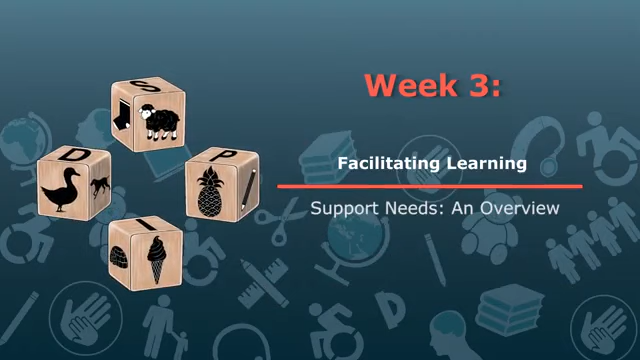 Week 3:
Facilitating Learning
Support Needs: An Overview
S
D
P
I
D